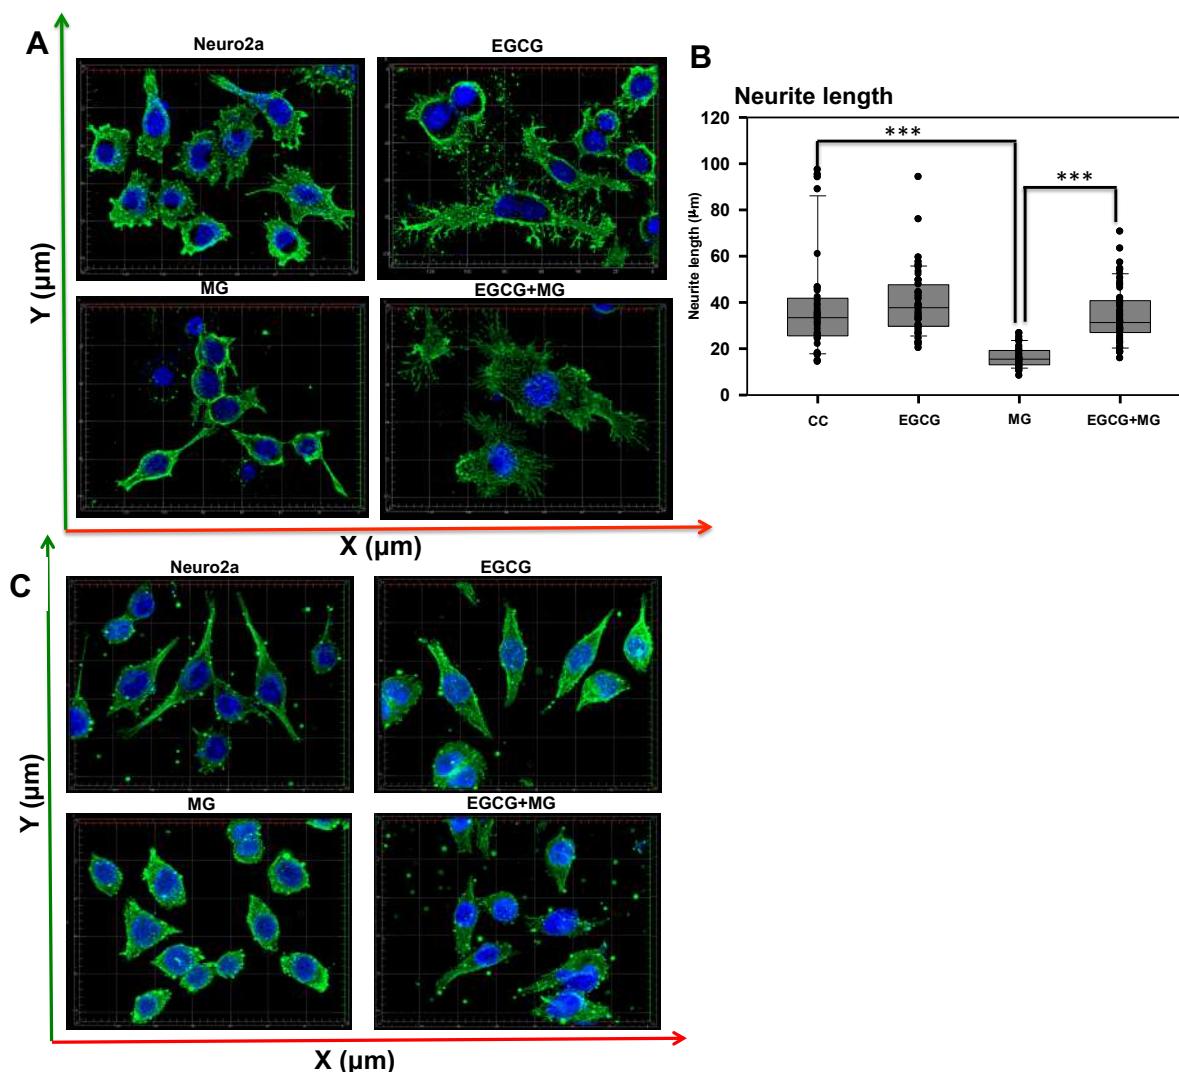 A
Neuro2a
EGCG
MG
EGCG+MG
Y (μm)
X (μm)
B
Neurite length
Neurite length (μm)
120
100
80
60
40
20
0
***
***
CC
EGCG
MG
EGCG+MG
C
Neuro2a
EGCG
MG
EGCG+MG
Y (μm)
X (μm)